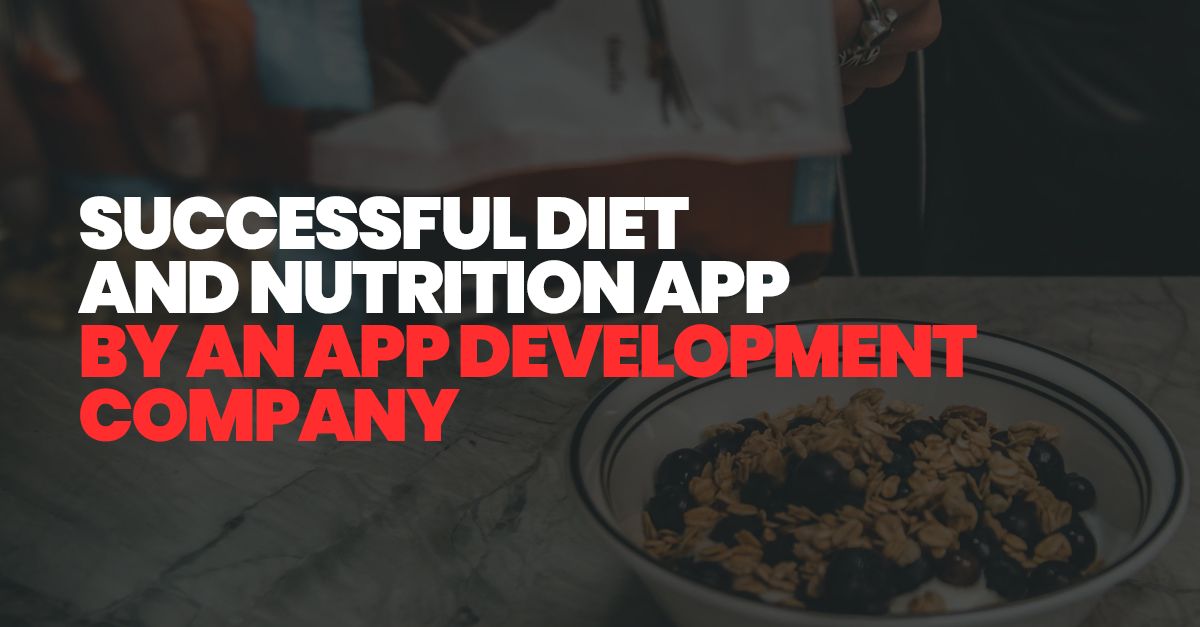 SUCCESSFUL DIET
AND NUTRITION APP
BY AN APP DEVELOPMENT
COMPANY